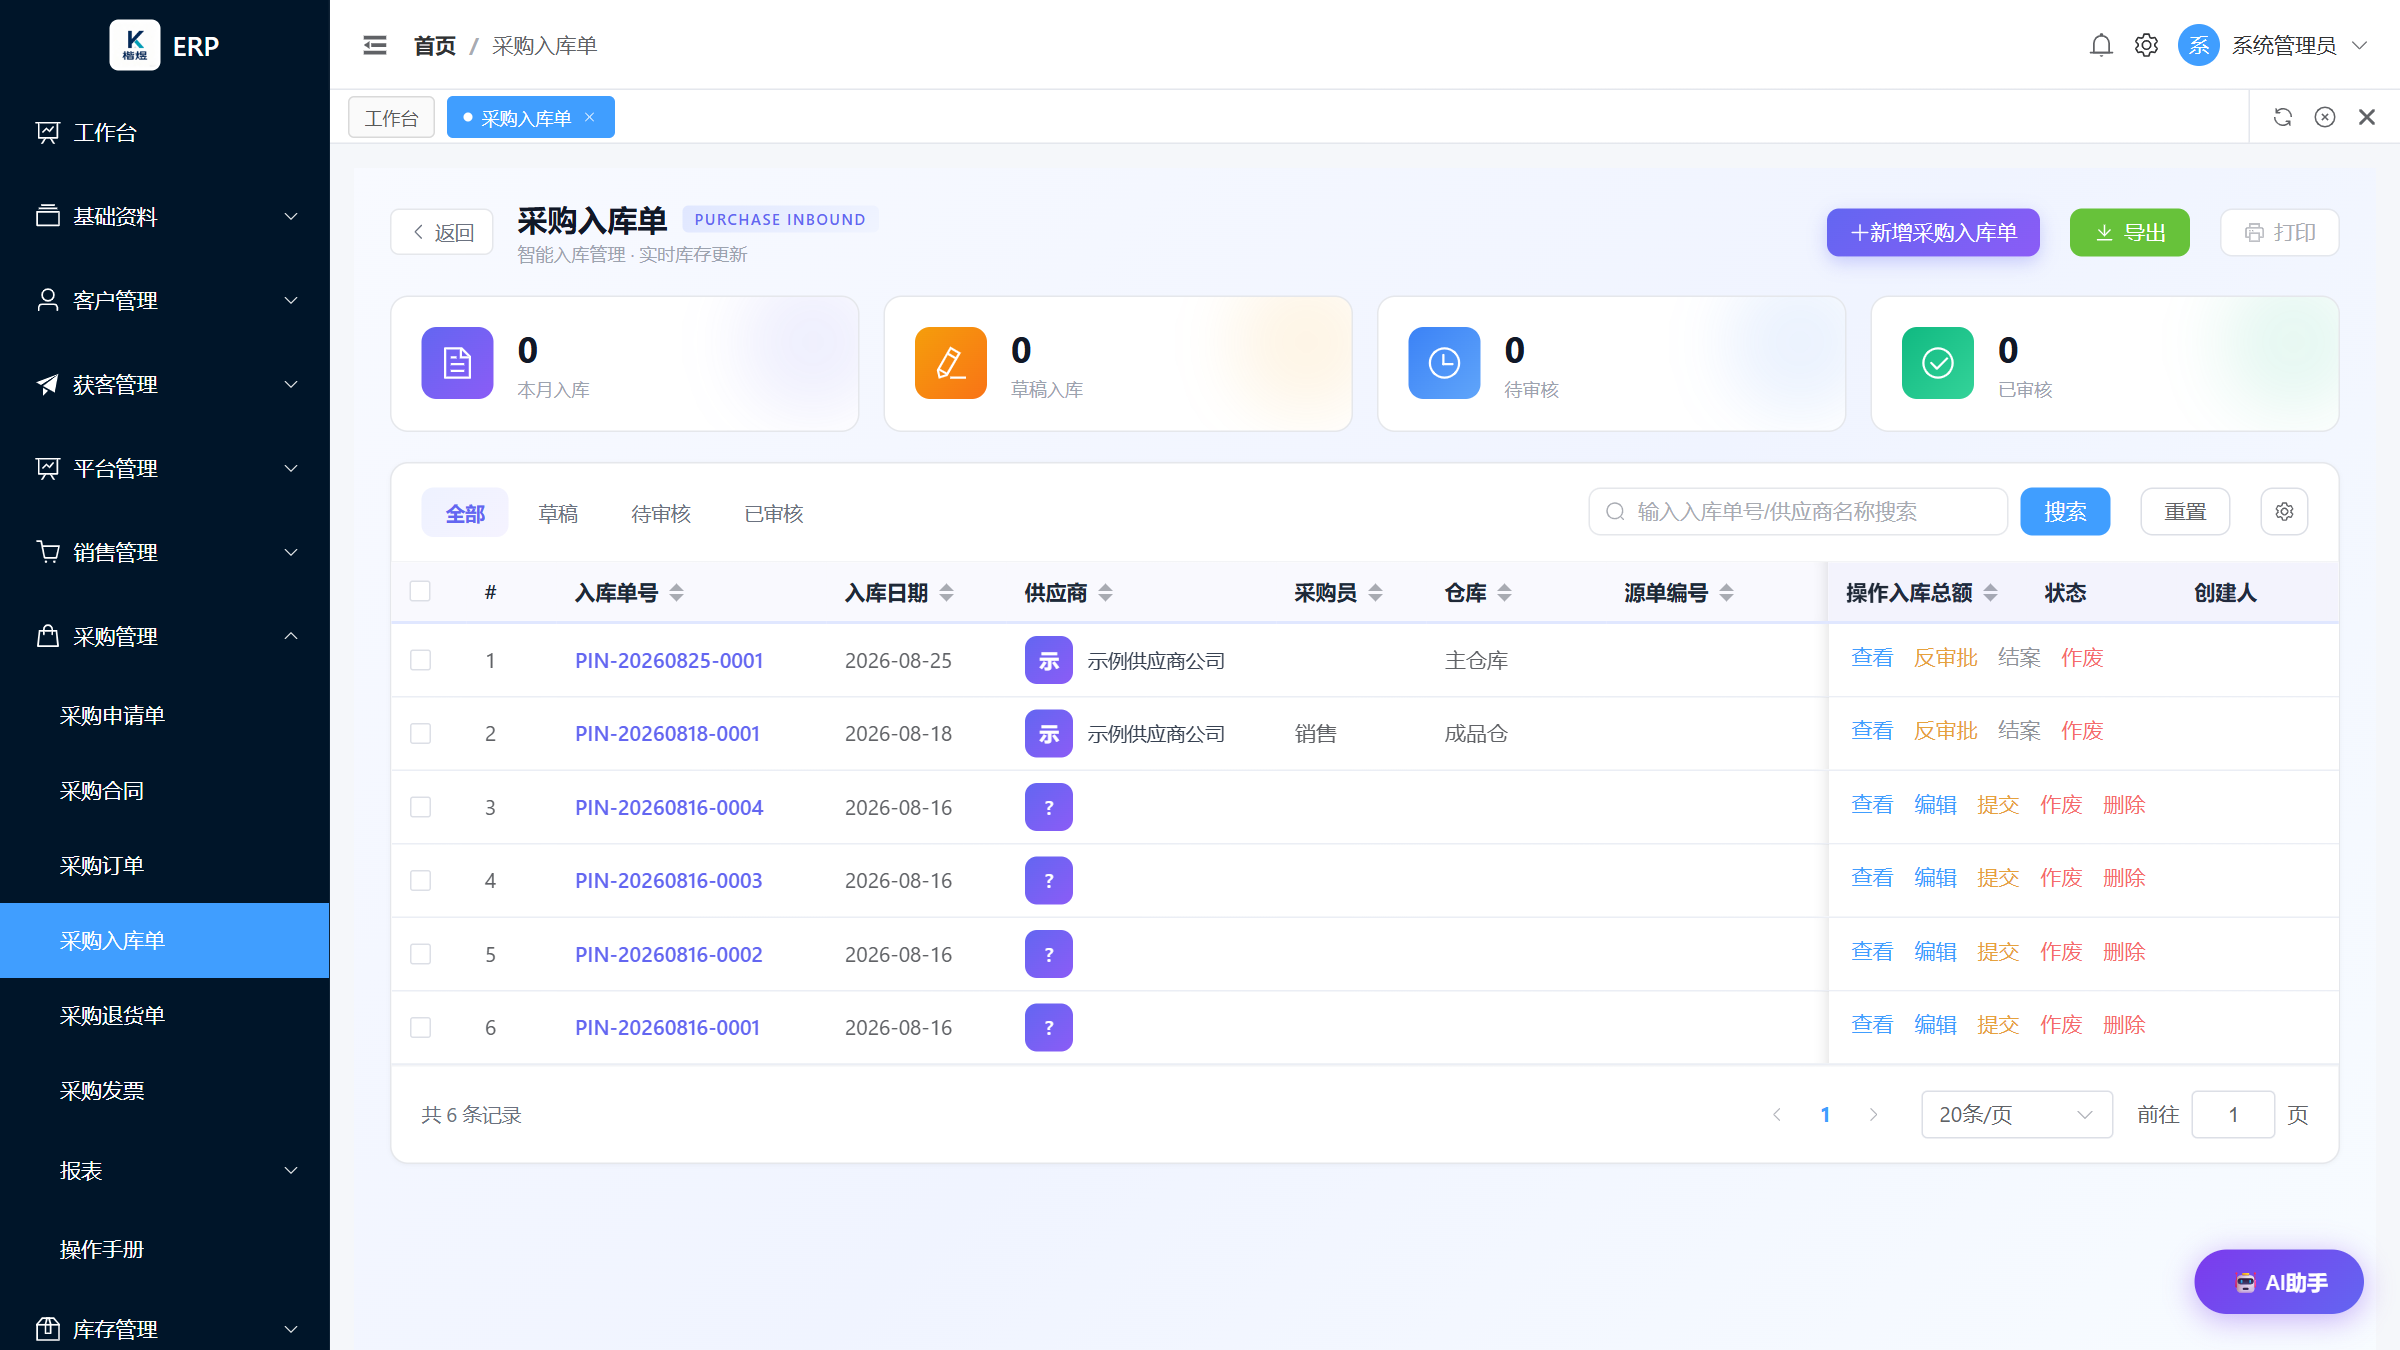 K
楷煜
ERP
工作台
基础资料
客户管理
获客管理
平台管理
销售管理
采购管理
采购申请单
采购合同
采购订单
采购入库单
采购退货单
采购发票
报表
操作手册
库存管理
首页 / 采购入库单
系 系统管理员
工作台
采购入库单
返回
采购入库单 PURCHASE INBOUND
智能入库管理 · 实时库存更新
新增采购入库单
导出
打印
0
本月入库
0
草稿入库
0
待审核
0
已审核
全部 草稿 待审核 已审核
输入入库单号/供应商名称搜索
搜索
重置
# 入库单号 入库日期 供应商 采购员 仓库 源单编号 操作入库总额 状态 创建人
1 PIN-20260825-0001 2026-08-25 示 示例供应商公司 主仓库 查看 反审批 结案 作废
2 PIN-20260818-0001 2026-08-18 示 示例供应商公司 销售 成品仓 查看 反审批 结案 作废
3 PIN-20260816-0004 2026-08-16 ? 查看 编辑 提交 作废 删除
4 PIN-20260816-0003 2026-08-16 ? 查看 编辑 提交 作废 删除
5 PIN-20260816-0002 2026-08-16 ? 查看 编辑 提交 作废 删除
6 PIN-20260816-0001 2026-08-16 ? 查看 编辑 提交 作废 删除
共 6 条记录
1
20条/页
前往 1 页
AI助手